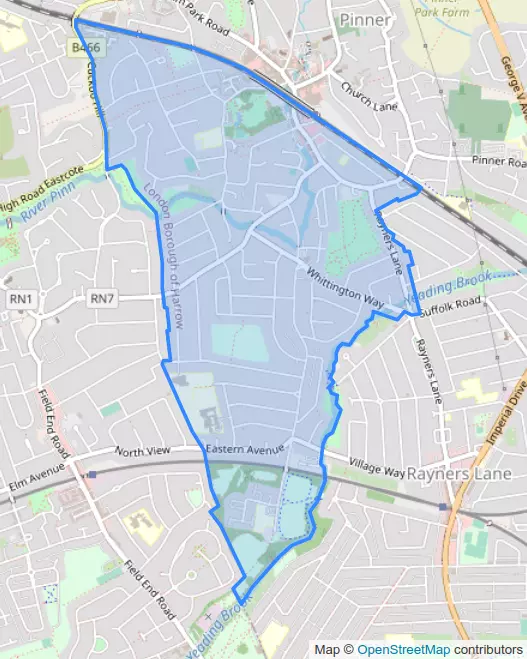 Park Road
Pinner
Pinner
Park Farm
George V A
B466
Cuckoo Hill
Church Lane
Pinner Roa
High Road Eastcote
River Pinn
London Borough of Harrow
Rayners Lane
Whittington Way
Yeading Brook
Suffolk Road
RN1
RN7
Rayners Lane
Imperial Drive
Field End Road
North View
Eastern Avenue
Village Way
Elm Avenue
Rayners Lane
Field End Road
Yeading Brook
Map © OpenStreetMap contributors